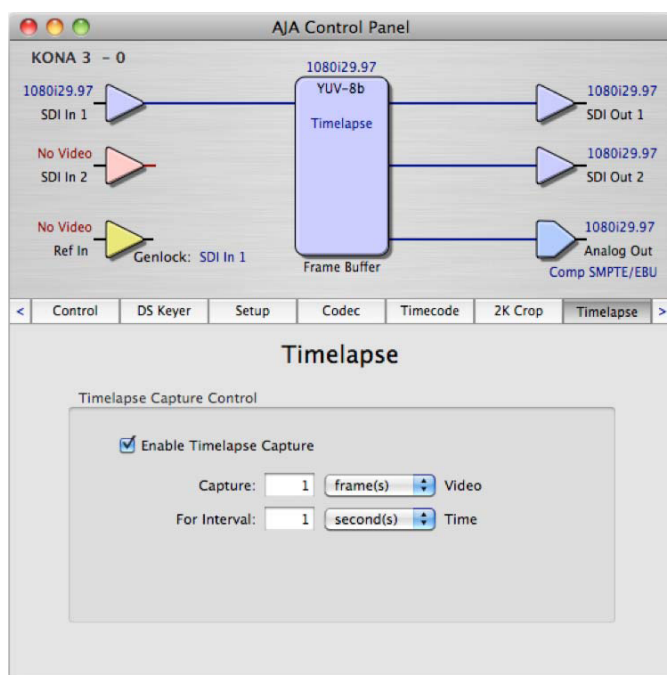 AJA Control Panel
KONA 3 - 0
1080i29.97
1080i29.97
YUV-8b
1080i29.97
SDI In 1
Timelapse
SDI Out 1
No Video
1080i29.97
SDI In 2
SDI Out 2
No Video
1080i29.97
Ref In
Genlock: SDI In 1
Analog Out
Frame Buffer
Comp SMPTE/EBU
< Control DS Keyer Setup Codec Timecode 2K Crop Timelapse >
Timelapse
Timelapse Capture Control
Enable Timelapse Capture
Capture: 1 frame(s) Video
For Interval: 1 second(s) Time